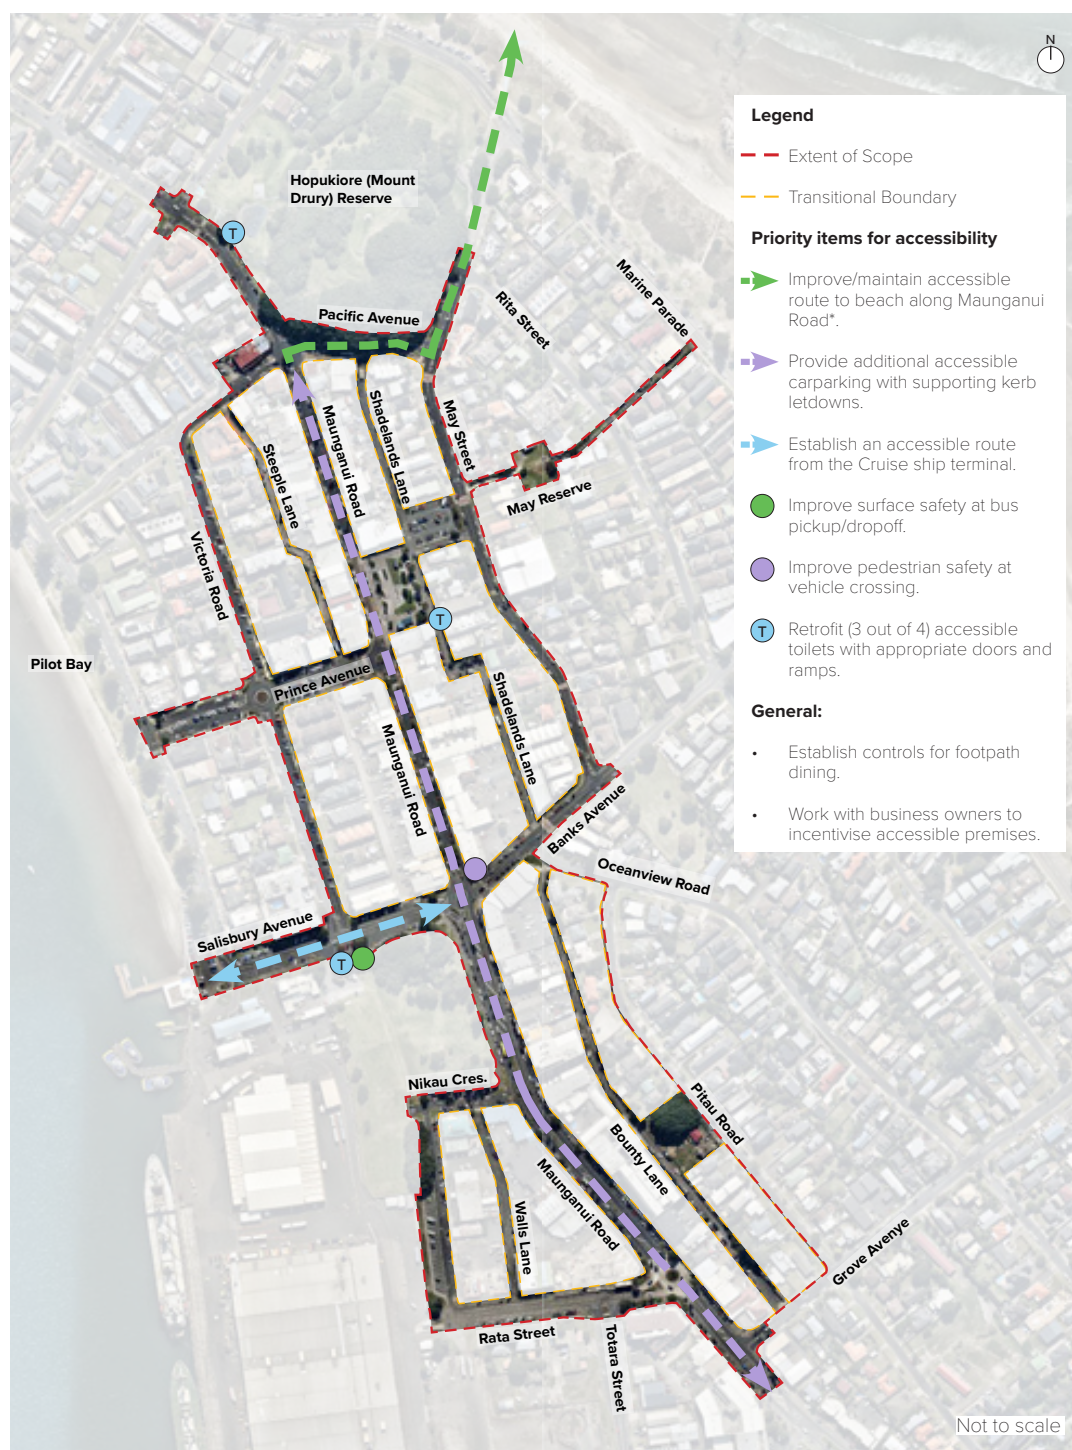 N
Legend
Extent of Scope
Transitional Boundary
Priority items for accessibility
Improve/maintain accessible
route to beach along Maunganui
Road*.
Provide additional accessible
carparking with supporting kerb
letdowns.
Establish an accessible route
from the Cruise ship terminal.
Improve surface safety at bus
pickup/dropoff.
Improve pedestrian safety at
vehicle crossing.
T
Retrofit (3 out of 4) accessible
toilets with appropriate doors and
ramps.
General:
• Establish controls for footpath
dining.
• Work with business owners to
incentivise accessible premises.
Hopukiore (Mount
Drury) Reserve
T
Pacific Avenue
Rita Street
Marine Parade
Shadelands Lane
Maunganui Road
May Street
Steeple Lane
May Reserve
Victoria Road
T
Pilot Bay
Prince Avenue
Shadelands Lane
Maunganui Road
Banks Avenue
Oceanview Road
Salisbury Avenue
T
Nikau Cres.
Pitau Road
Bounty Lane
Maunganui Road
Walls Lane
Grove Avenye
Rata Street
Totara Street
Not to scale